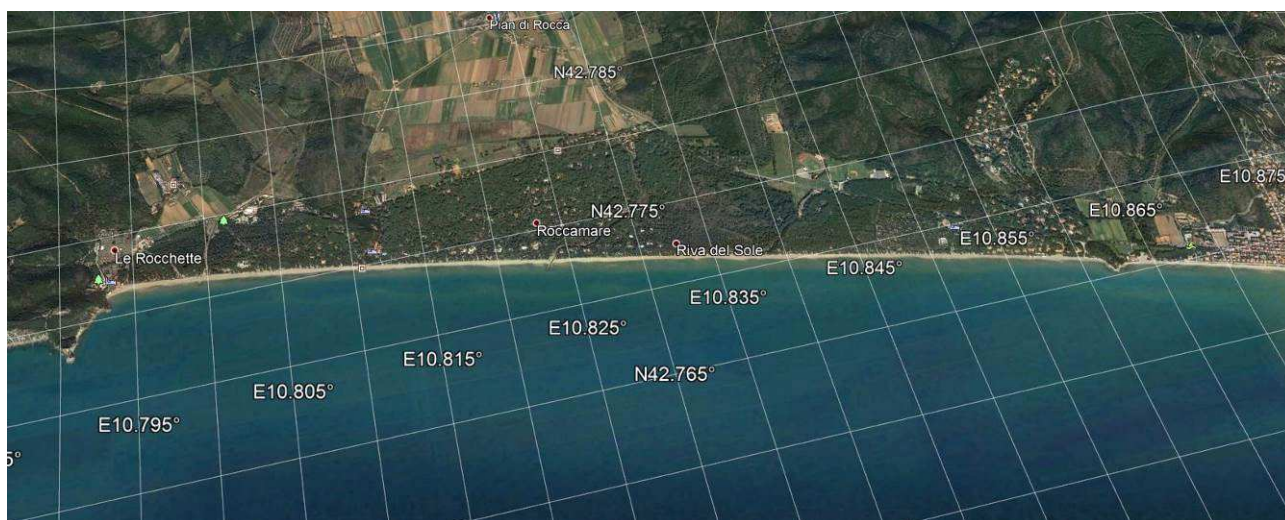 Pian di Rocca
N42.785°
E10.875°
N42.775°
E10.865°
Roccamare
E10.855°
Riva del Sole
Le Rocchette
E10.845°
E10.835°
E10.825°
E10.815°
N42.765°
E10.805°
E10.795°
5°